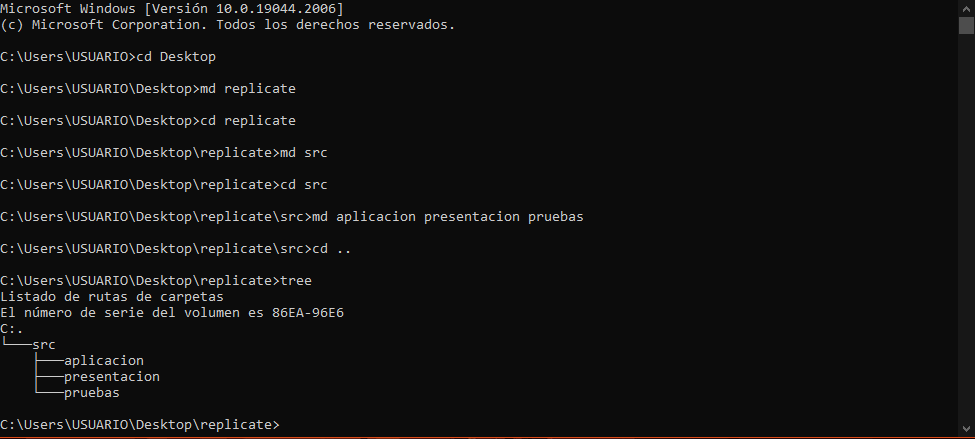 Microsoft Windows [Versión 10.0.19044.2006]
(c) Microsoft Corporation. Todos los derechos reservados.
C:\Users\USUARIO>cd Desktop
C:\Users\USUARIO\Desktop>md replicate
C:\Users\USUARIO\Desktop>cd replicate
C:\Users\USUARIO\Desktop\replicate>md src
C:\Users\USUARIO\Desktop\replicate>cd src
C:\Users\USUARIO\Desktop\replicate\src>md aplicacion presentacion pruebas
C:\Users\USUARIO\Desktop\replicate\src>cd ..
C:\Users\USUARIO\Desktop\replicate>tree
Listado de rutas de carpetas
El número de serie del volumen es 86EA-96E6
C:.
└───src
    ├───aplicacion
    ├───presentacion
    └───pruebas
C:\Users\USUARIO\Desktop\replicate>